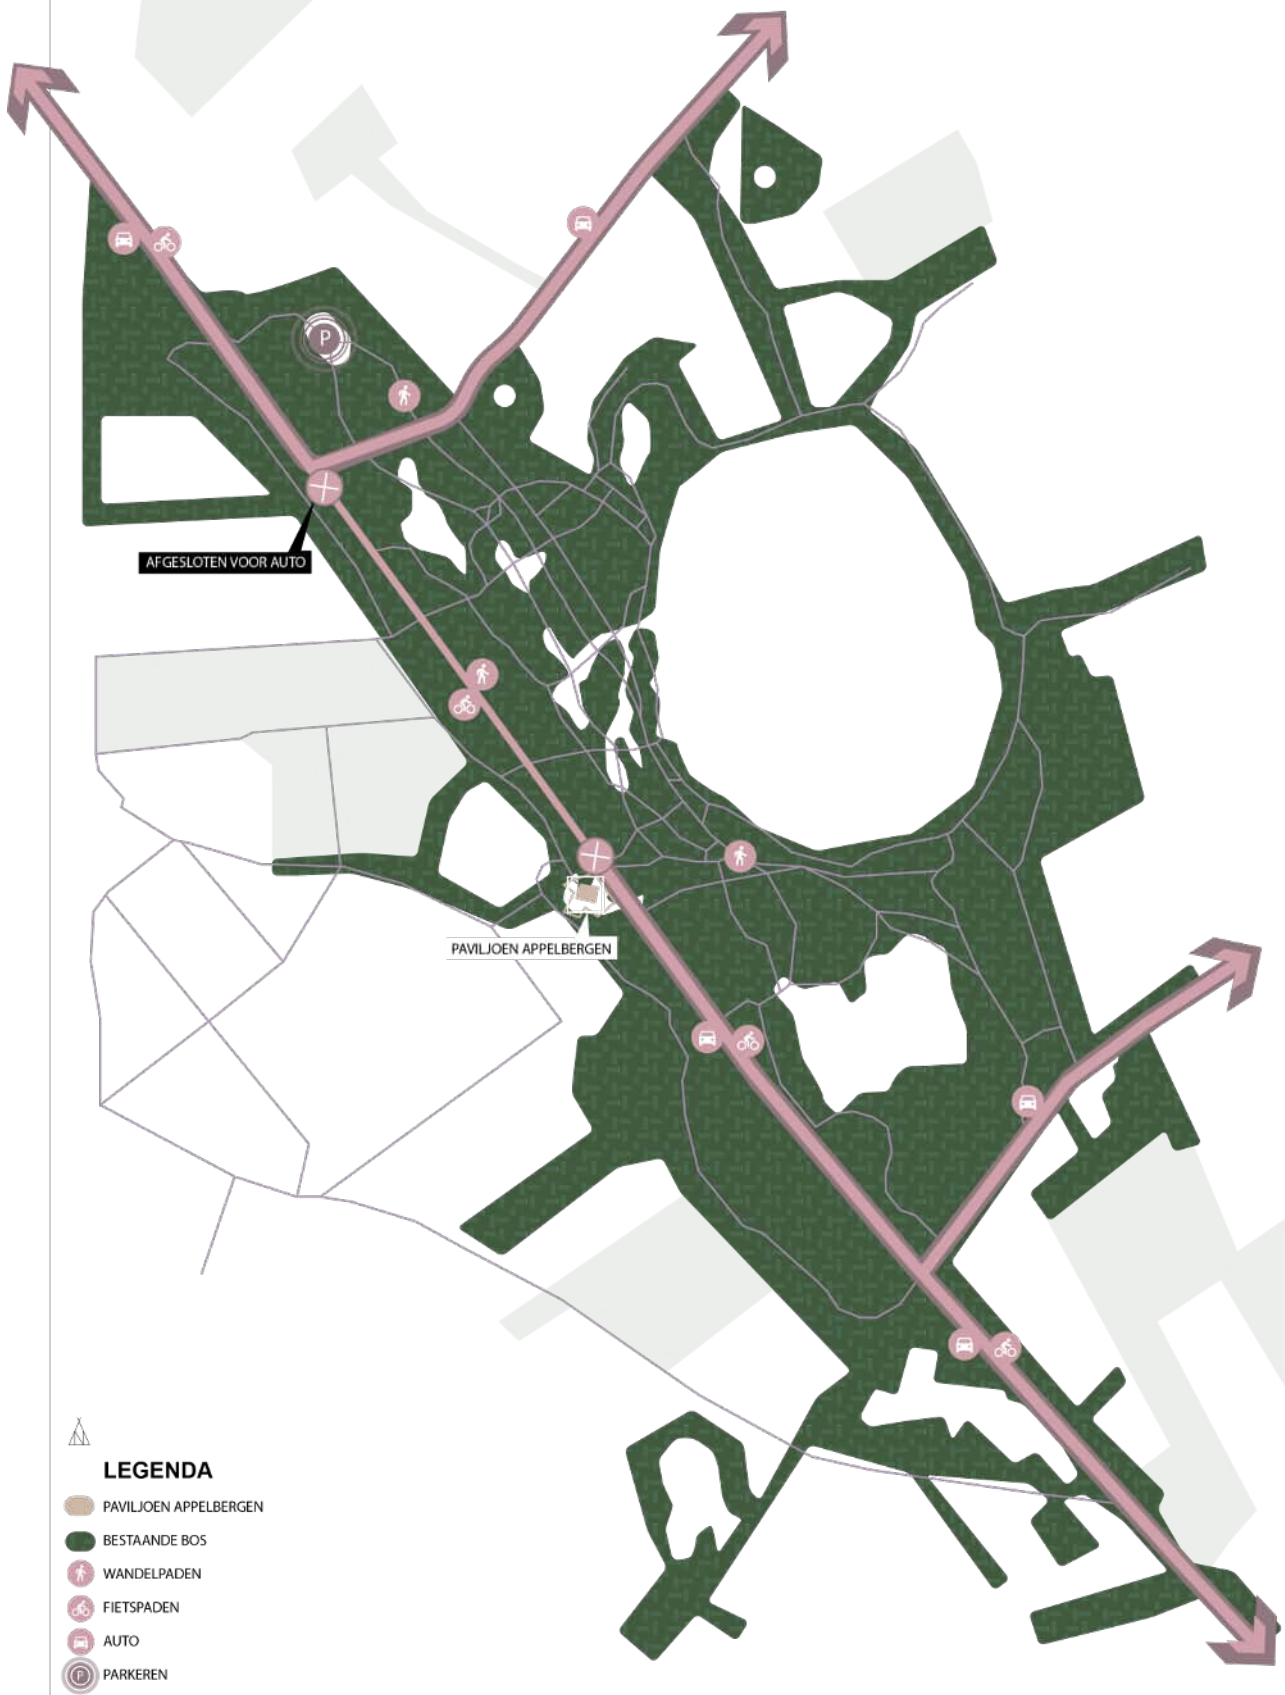 P
AFGESLOTEN VOOR AUTO
PAVILJOEN APPELBERGEN
LEGENDA
PAVILJOEN APPELBERGEN
BESTAANDE BOS
WANDELPADEN
FIETSPADEN
AUTO
P PARKEREN